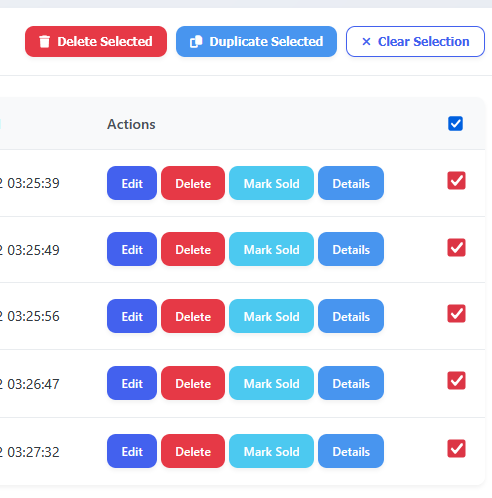 Delete Selected Duplicate Selected Clear Selection
Actions
2 03:25:39 Edit Delete Mark Sold Details
2 03:25:49 Edit Delete Mark Sold Details
2 03:25:56 Edit Delete Mark Sold Details
2 03:26:47 Edit Delete Mark Sold Details
2 03:27:32 Edit Delete Mark Sold Details